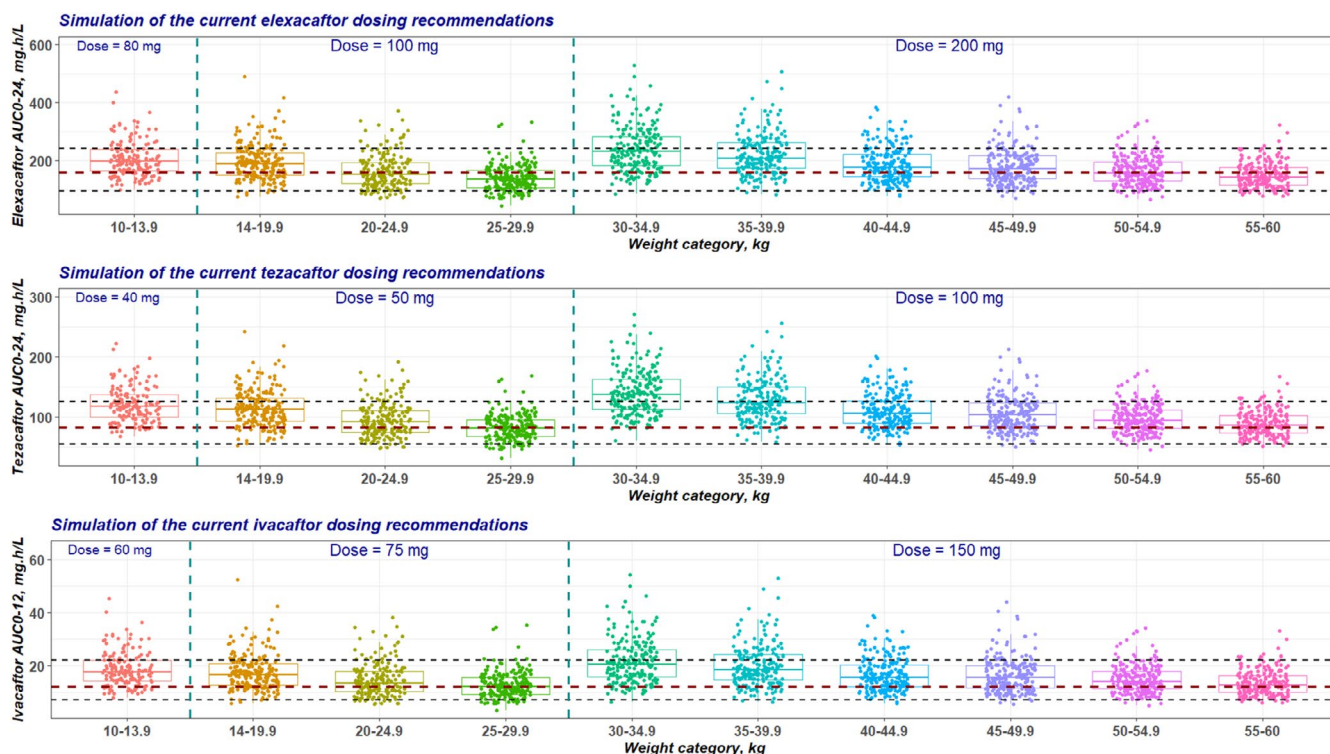 Simulation of the current elexacaftor dosing recommendations
Dose = 80 mg
Dose = 100 mg
Dose = 200 mg
Elexacaftor AUC0-24, mg.h/L
600
400
200
10-13.9 14-19.9 20-24.9 25-29.9 30-34.9 35-39.9 40-44.9 45-49.9 50-54.9 55-60
Weight category, kg
Simulation of the current tezacaftor dosing recommendations
Dose = 40 mg
Dose = 50 mg
Dose = 100 mg
Tezacaftor AUC0-24, mg.h/L
300
200
100
10-13.9 14-19.9 20-24.9 25-29.9 30-34.9 35-39.9 40-44.9 45-49.9 50-54.9 55-60
Weight category, kg
Simulation of the current ivacaftor dosing recommendations
Dose = 60 mg
Dose = 75 mg
Dose = 150 mg
Ivacaftor AUC0-12, mg.h/L
60
40
20
10-13.9 14-19.9 20-24.9 25-29.9 30-34.9 35-39.9 40-44.9 45-49.9 50-54.9 55-60
Weight category, kg